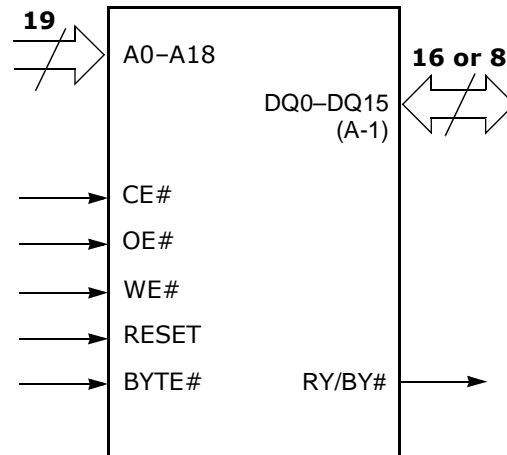 19
A0–A18
16 or 8
DQ0–DQ15
(A-1)
CE#
OE#
WE#
RESET
BYTE#
RY/BY#